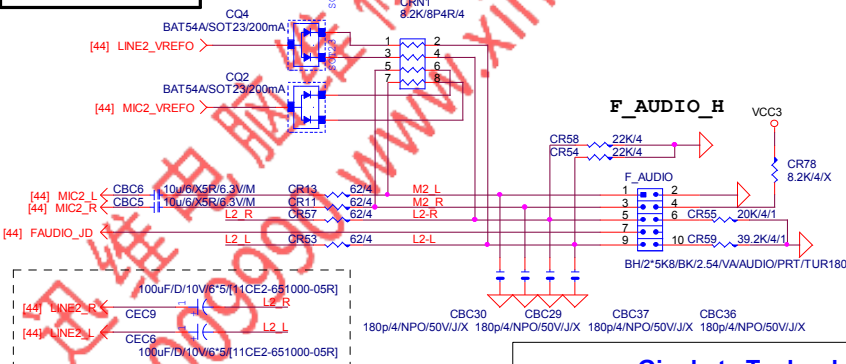 CRN1
8.2K/8P4R/4
CQ4
BAT54A/SOT23/200mA
[44] LINE2_VREFO
1
2
3
4
5
6
7
8
CQ2
BAT54A/SOT23/200mA
[44] MIC2_VREFO
F_AUDIO_H
VCC3
CR58
22K/4
CR54
22K/4
CR78
8.2K/4/X
F_AUDIO
[44] MIC2_L
CBC6
10u/6/X5R/6.3V/M
CR13
62/4
M2_L
1
2
[44] MIC2_R
CBC5
10u/6/X5R/6.3V/M
CR11
62/4
M2_R
3
4
L2_R
CR57
62/4
L2-R
5
6
CR55
20K/4/1
[44] FAUDIO_JD
7
L2_L
CR53
62/4
L2-L
9
10
CR59
39.2K/4/1
BH/2*5K8/BK/2.54/VA/AUDIO/PRT/TUR180
100uF/D/10V/6*5/[11CE2-651000-05R]
[44] LINE2_R
1
L2_R
CEC9
[44] LINE2_L
1
L2_L
CEC6
100uF/D/10V/6*5/[11CE2-651000-05R]
CBC30
CBC29
CBC37
CBC36
180p/4/NPO/50V/J/X
180p/4/NPO/50V/J/X
180p/4/NPO/50V/J/X
180p/4/NPO/50V/J/X